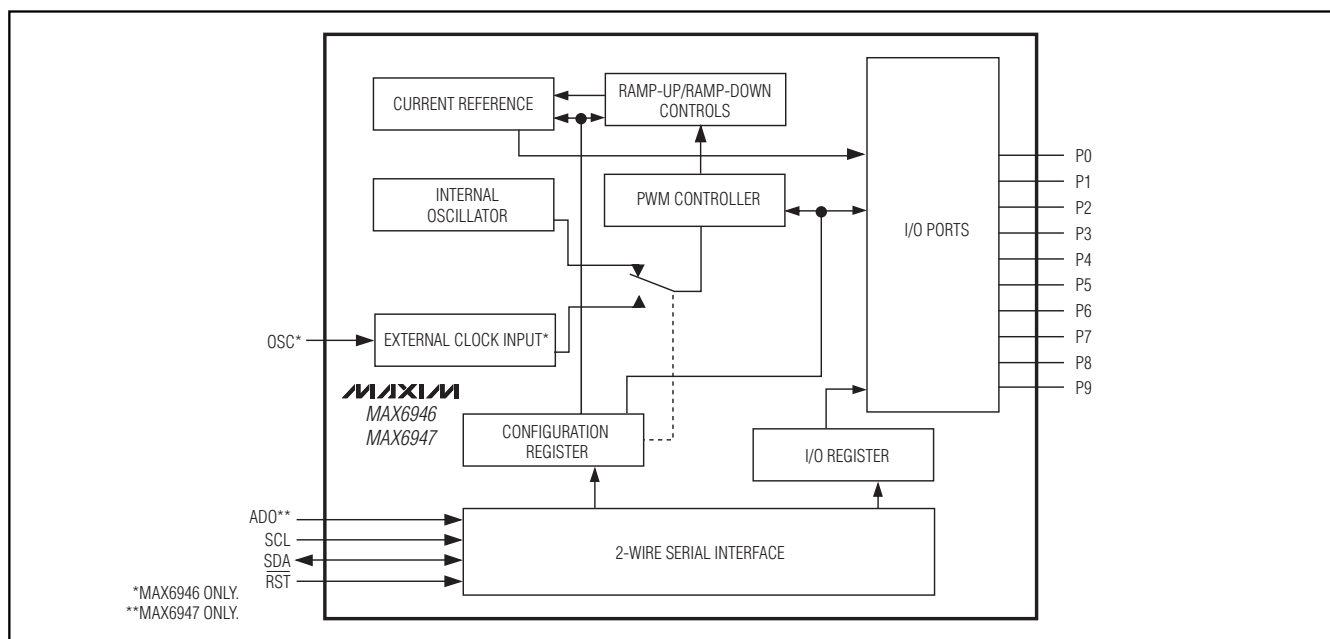 CURRENT REFERENCE
RAMP-UP/RAMP-DOWN
CONTROLS
INTERNAL
OSCILLATOR
PWM CONTROLLER
I/O PORTS
P0
P1
P2
P3
P4
P5
P6
P7
P8
P9
OSC*
EXTERNAL CLOCK INPUT*
MAXIM
MAX6946
MAX6947
CONFIGURATION
REGISTER
I/O REGISTER
AD0**
SCL
SDA
RST
2-WIRE SERIAL INTERFACE
*MAX6946 ONLY.
**MAX6947 ONLY.